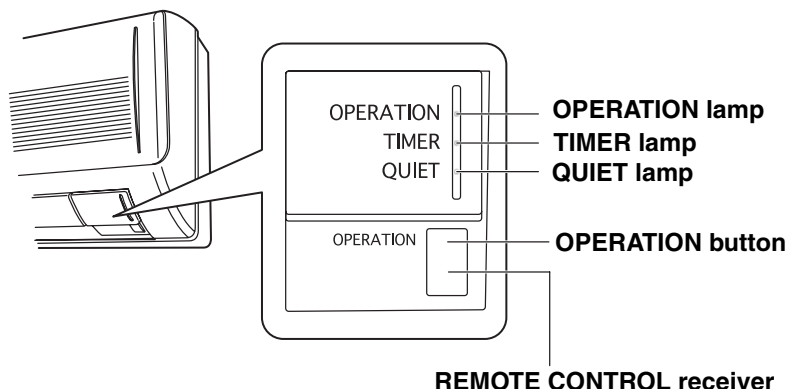 OPERATION
TIMER
QUIET
OPERATION
OPERATION lamp
TIMER lamp
QUIET lamp
OPERATION button
REMOTE CONTROL receiver